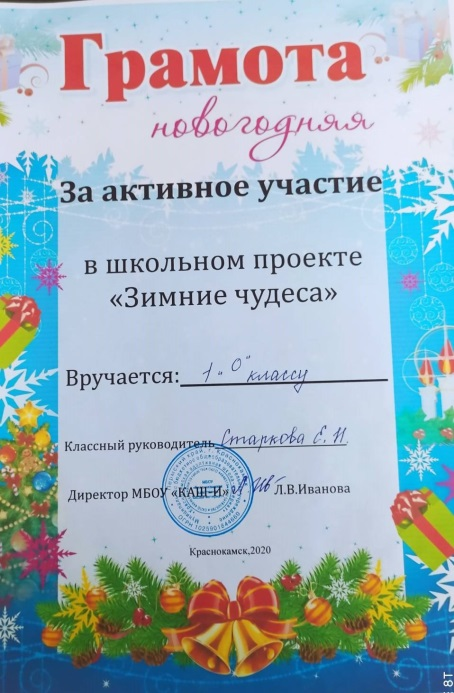 Грамота
новогодняя
За активное участие
в школьном проекте
«Зимние чудеса»
Вручается: 1 „О" классу
Классный руководитель Старкова Е. Н.
Директор МБОУ «КАШ-И» Л.В.Иванова
Краснокамск,2020